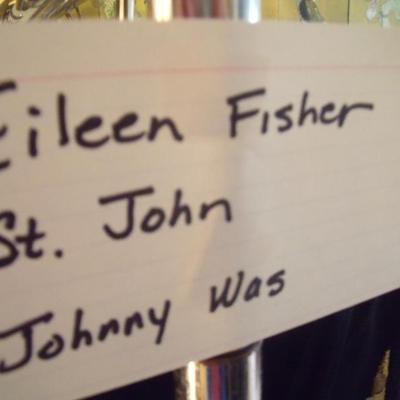 Eileen Fisher
St. John
Johnny Was